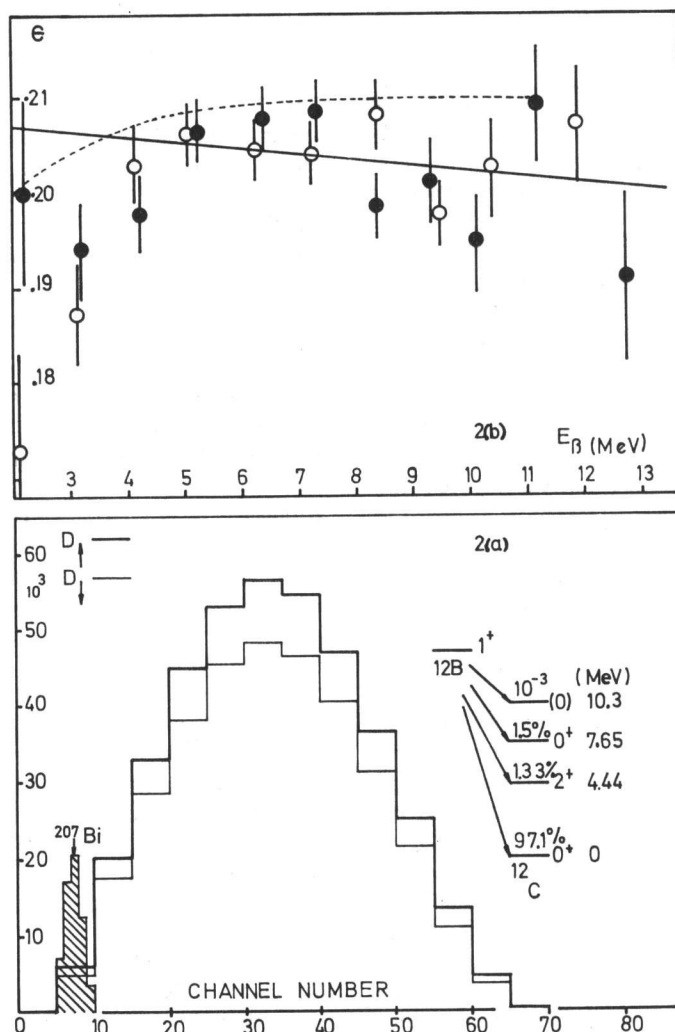 e
.21
.20
.19
.18
2(b)
E_β (MeV)
3 4 5 6 7 8 9 10 11 12 13
2(a)
D ↑
D ↓
60
10³
50
40
30
20
10
1⁺
12B
(MeV)
10⁻³ (0) 10.3
1.5% 0⁺ 7.65
1.33% 2⁺ 4.44
97.1% 0⁺ 0
¹² C
²⁰⁷Bi
CHANNEL NUMBER
0 10 20 30 40 50 60 70 80